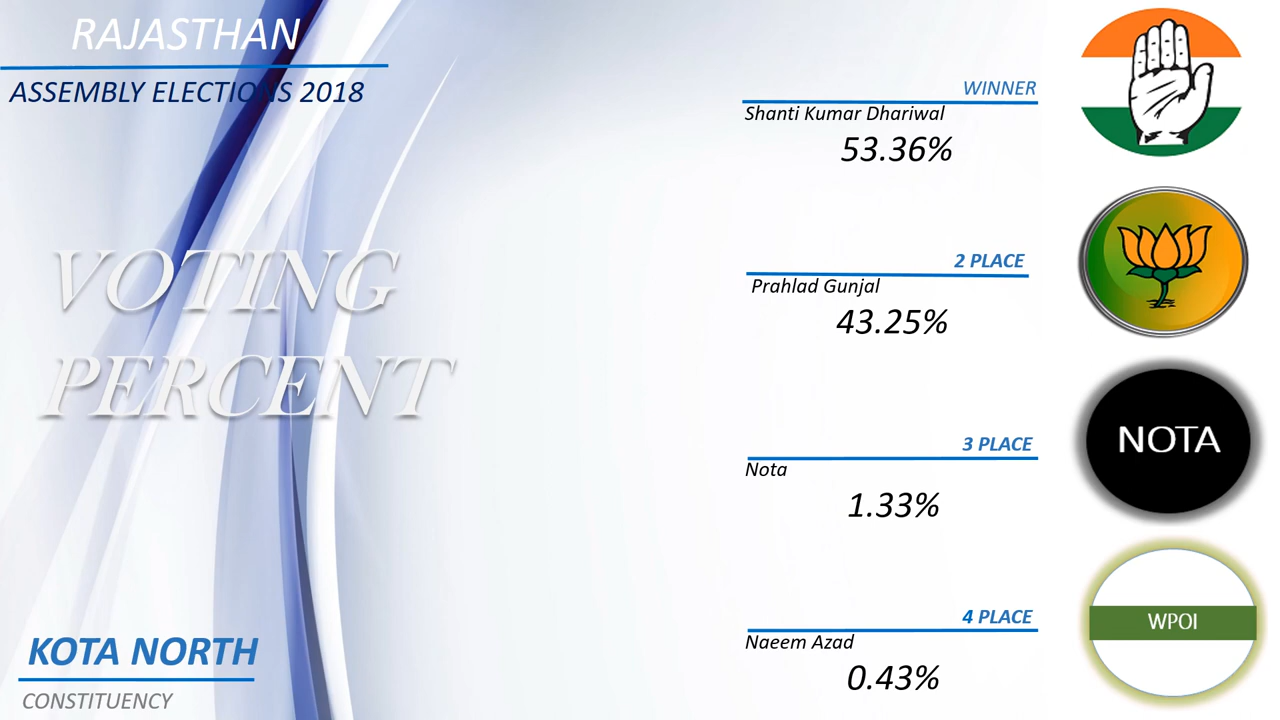 RAJASTHAN
ASSEMBLY ELECTIONS 2018
VOTING
PERCENT
KOTA NORTH
CONSTITUENCY
WINNER
Shanti Kumar Dhariwal
53.36%
2 PLACE
Prahlad Gunjal
43.25%
3 PLACE
Nota
1.33%
NOTA
4 PLACE
Naeem Azad
0.43%
WPOI